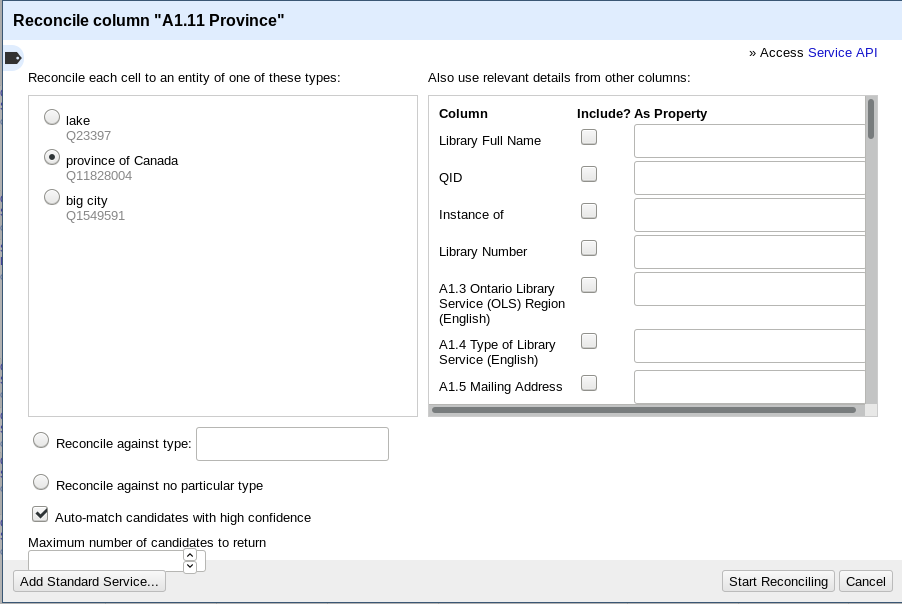 Reconcile column "A1.11 Province"
» Access Service API
Reconcile each cell to an entity of one of these types:
lake
Q23397
province of Canada
Q11828004
big city
Q1549591
Also use relevant details from other columns:
Column Include? As Property
Library Full Name
QID
Instance of
Library Number
A1.3 Ontario Library
Service (OLS) Region
(English)
A1.4 Type of Library
Service (English)
A1.5 Mailing Address
Reconcile against type:
Reconcile against no particular type
Auto-match candidates with high confidence
Maximum number of candidates to return
Add Standard Service... Start Reconciling Cancel